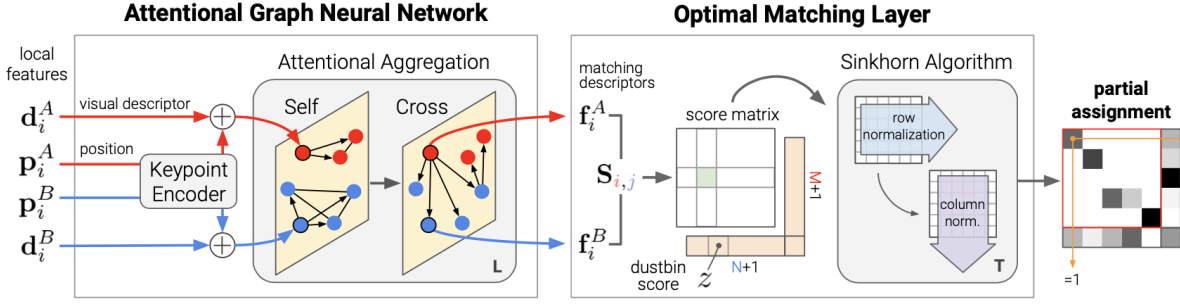 Attentional Graph Neural Network
Optimal Matching Layer
local
features
d_i^A
p_i^A
p_i^B
d_i^B
visual descriptor
position
Keypoint
Encoder
+
+
Attentional Aggregation
Self
Cross
L
matching
descriptors
f_i^A
S_{i,j}
f_i^B
score matrix
M+1
dustbin
score
z
N+1
Sinkhorn Algorithm
row
normalization
column
norm.
T
partial
assignment
=1